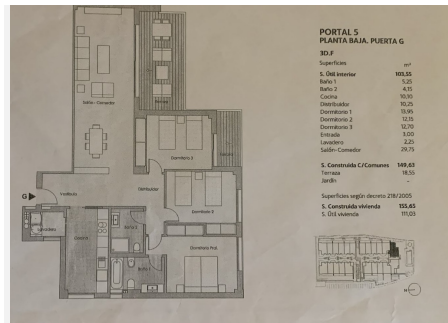 PORTAL 5
PLANTA BAJA. PUERTA G
3D.F
Superficies m²
S. Útil Interior 103,55
Baño 1 5,25
Baño 2 4,15
Cocina 10,10
Distribuidor 10,25
Dormitorio 1 13,95
Dormitorio 2 12,15
Dormitorio 3 12,70
Entrada 3,00
Lavadero 2,25
Salón-Comedor 29,75
S. Construida C/Comunes 149,63
Terraza 18,55
Jardín -
Superficies según decreto 218/2005
S. Construida vivienda 155,65
S. Útil vivienda 111,03
Salón - Comedor
Terraza
Dormitorio 3
Vestíbulo
Distribuidor
Dormitorio 2
G
Lavadero
Cocina
Baño 2
Dormitorio Ppal
Baño 1